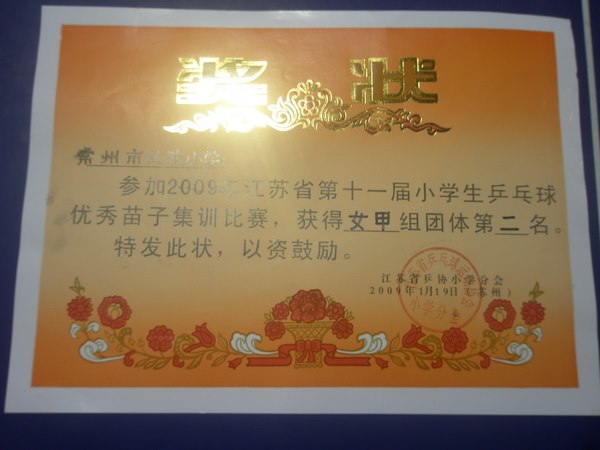 奖状
常州市
参加2009年江苏省第十一届小学生乒乓球
优秀苗子集训比赛，获得女甲组团体第二名。
特发此状，以资鼓励。
江苏省乒协小学分会
2009年1月19日（苏州）